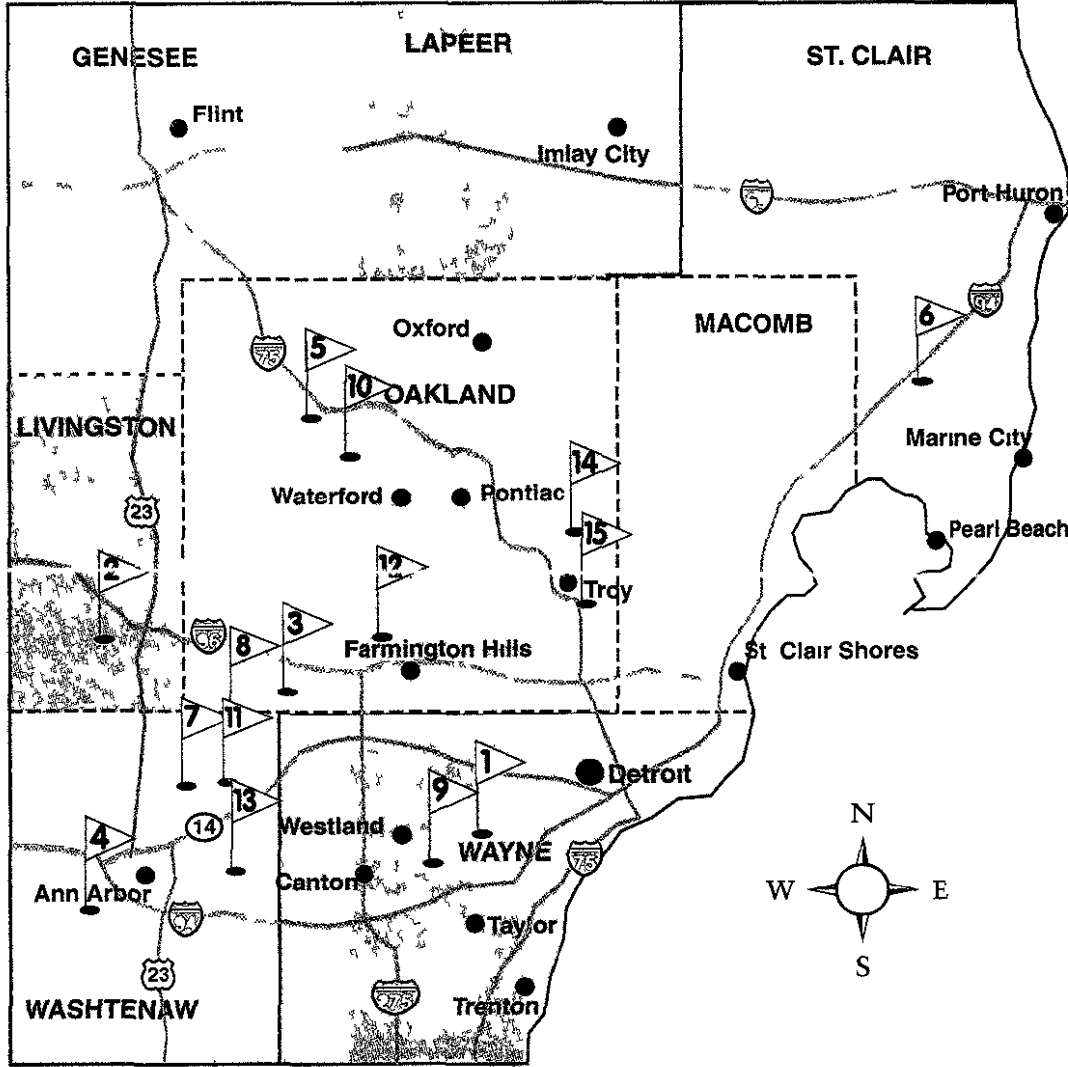 GENESEE
LAPEER
ST. CLAIR
Flint
Imlay City
Port Huron
94
6
MACOMB
Oxford
75
5
10
OAKLAND
LIVINGSTON
Marine City
14
Waterford
Pontiac
23
15
Pearl Beach
2
12
Troy
3
8
Farmington Hills
St Clair Shores
7
11
1
Detroit
9
13
14
4
Westland
WAYNE
75
N
Ann Arbor
Canton
W
E
Taylor
S
23
275
Trenton
WASHTENAW